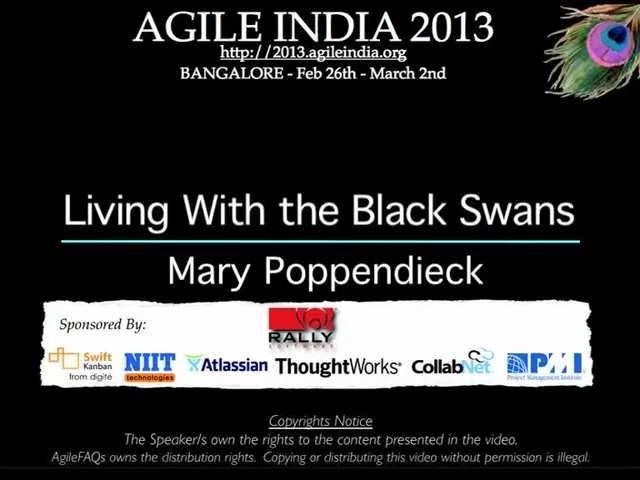 AGILE INDIA 2013
http://2013.agileindia.org
BANGALORE - Feb 26th - March 2nd
Living With the Black Swans
Mary Poppendieck
Sponsored By:
RALLY
SOFTWARE
Swift
Kanban
from digité
NIIT
technologies
Atlassian
ThoughtWorks®
CollabNet
PMI
Project Management Institute
Copyrights Notice
The Speaker/s own the rights to the content presented in the video.
AgileFAQs owns the distribution rights. Copying or distributing this video without permission is illegal.